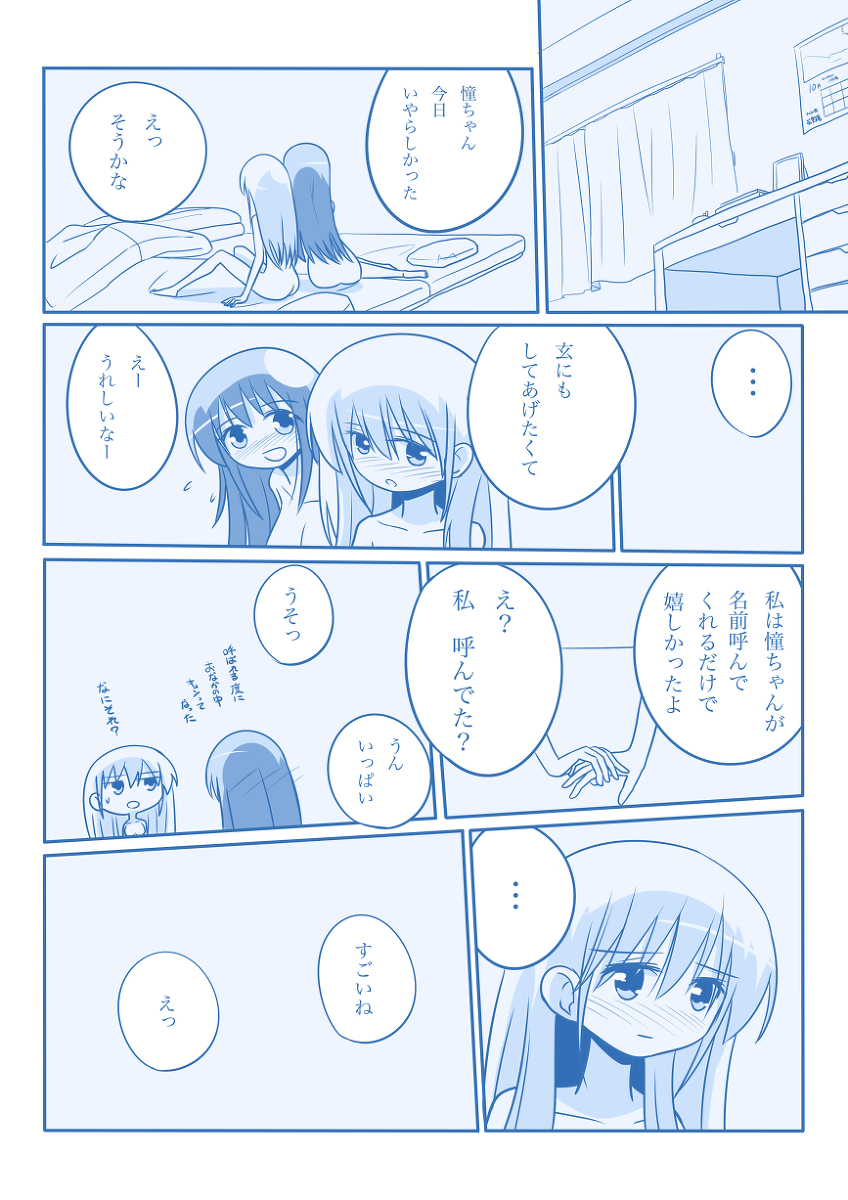 10月
憧ちゃん
今日
いやらしかった
えっ
そうかな
…
玄にも
してあげたくて
えー
うれしいなー
私は憧ちゃんが
名前呼んで
くれるだけで
嬉しかったよ
え？
私　呼んでた？
うそっ
うん
いっぱい
呼ばれる度に
おなかの中
キュンって
なった
なにそれ？
…
すごいね
えっ